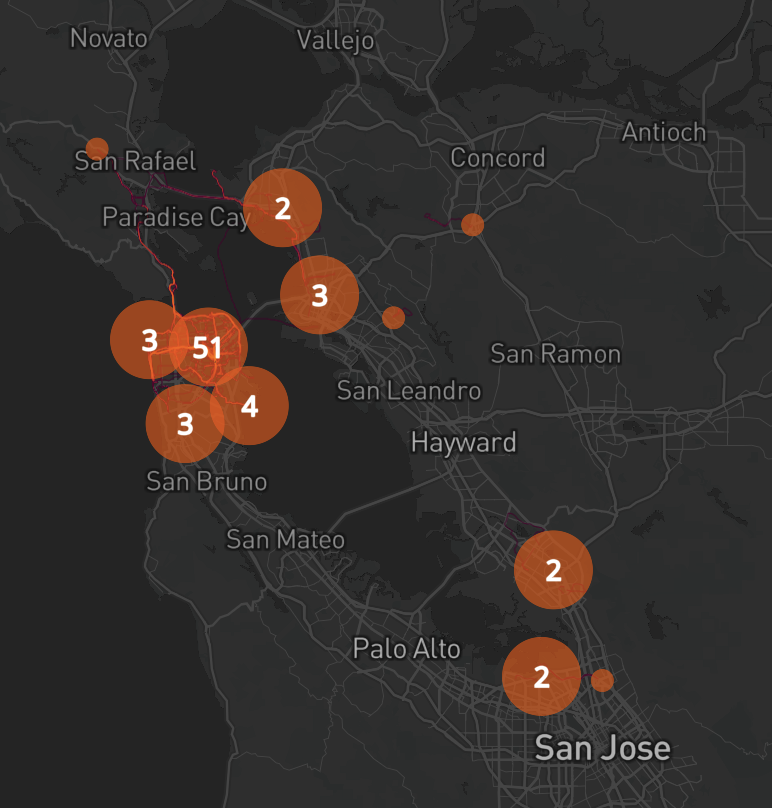 Novato
Vallejo
Antioch
Concord
San Rafael
2
Paradise Cay
3
3
51
San Ramon
San Leandro
4
3
Hayward
San Bruno
San Mateo
2
Palo Alto
2
San Jose